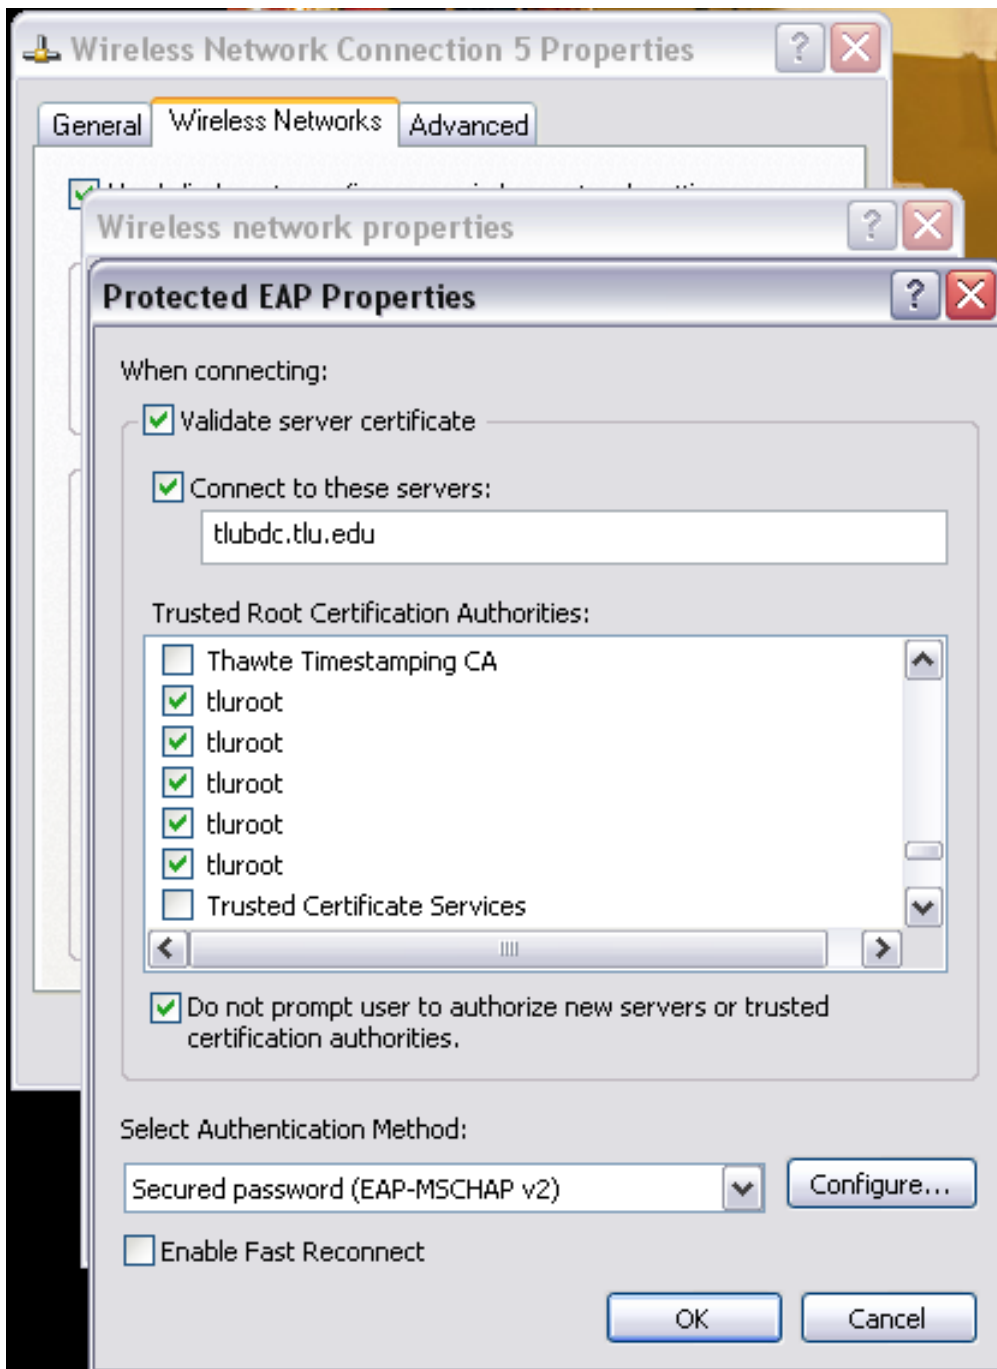 Wireless Network Connection 5 Properties
General
Wireless Networks
Advanced
Wireless network properties
Protected EAP Properties
When connecting:
Validate server certificate
Connect to these servers:
tlubdc.tlu.edu
Trusted Root Certification Authorities:
Thawte Timestamping CA
tluroot
tluroot
tluroot
tluroot
tluroot
Trusted Certificate Services
Do not prompt user to authorize new servers or trusted
certification authorities.
Select Authentication Method:
Secured password (EAP-MSCHAP v2)
Configure...
Enable Fast Reconnect
OK
Cancel